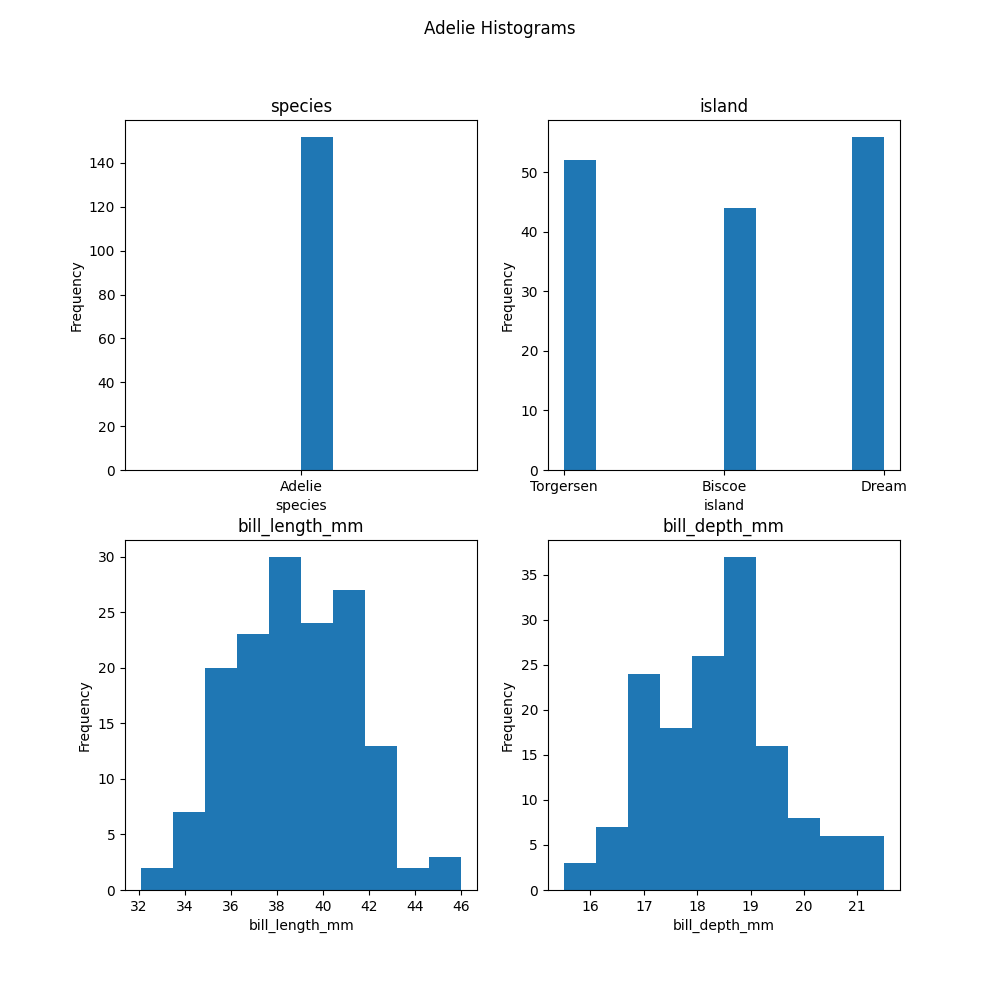 Adelie Histograms
species
140
120
100
80
60
40
20
0
Frequency
Adelie
species
island
50
40
30
20
10
0
Frequency
Torgersen Biscoe Dream
island
bill_length_mm
30
25
20
15
10
5
0
Frequency
32 34 36 38 40 42 44 46
bill_length_mm
bill_depth_mm
35
30
25
20
15
10
5
0
Frequency
16 17 18 19 20 21
bill_depth_mm